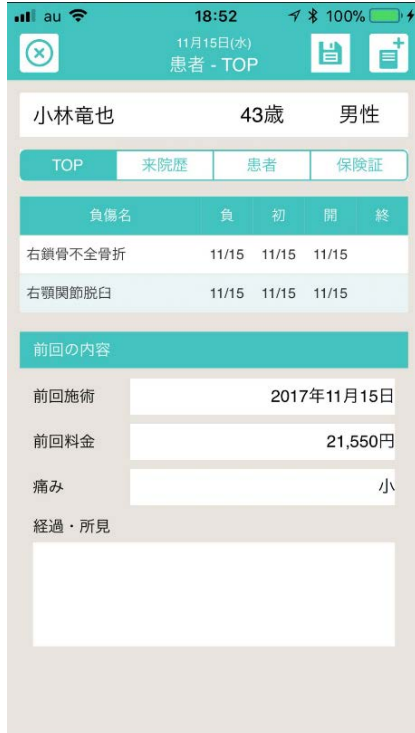 au 18:52 100%
11月15日(水)
患者 - TOP
小林竜也 43歳 男性
TOP 来院歴 患者 保険証
負傷名 負 初 開 終
右鎖骨不全骨折 11/15 11/15 11/15
右顎関節脱臼 11/15 11/15 11/15
前回の内容
前回施術 2017年11月15日
前回料金 21,550円
痛み 小
経過・所見